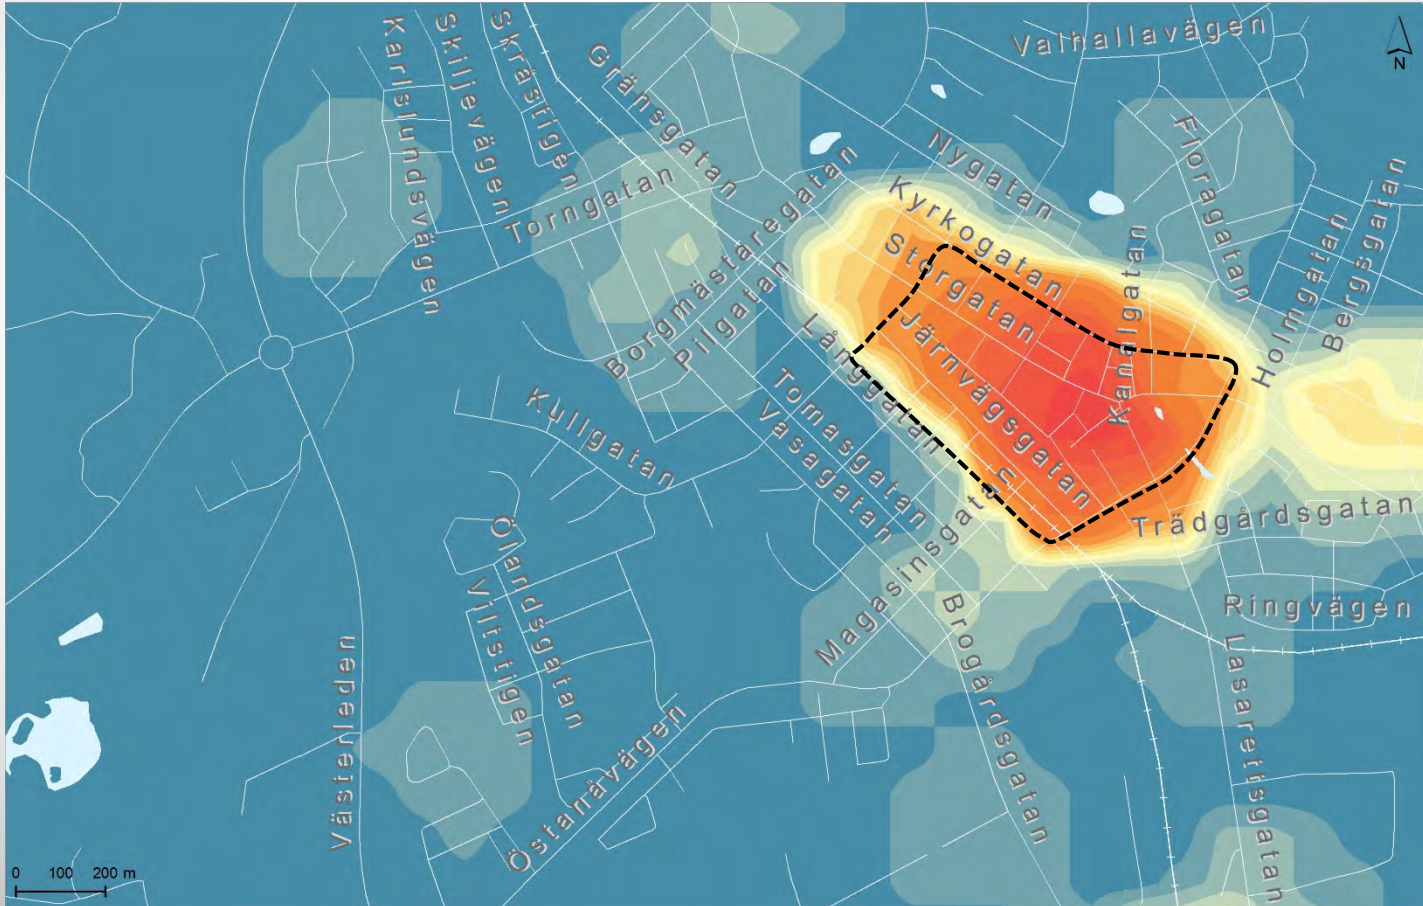 Karlslundsvägen
Skiljevägen
Skrästigen
Gränsgatan
Valhallavägen
N
Torngatan
Borgmästaregatan
Pilgatan
Nygatan
Kyrkogatan
Storgatan
Järnvägsgatan
Kanalgatan
Floragatan
Holmgatan
Bergsgatan
Långgatan
Tomasgatan
Vasagatan
Kullgatan
Magasinsgatan
Trädgårdsgatan
Ringvägen
Ölandsgatan
Viltstigen
Brogårdsgatan
Lasarettsgatan
Västerleden
Östanåvägen
0 100 200 m